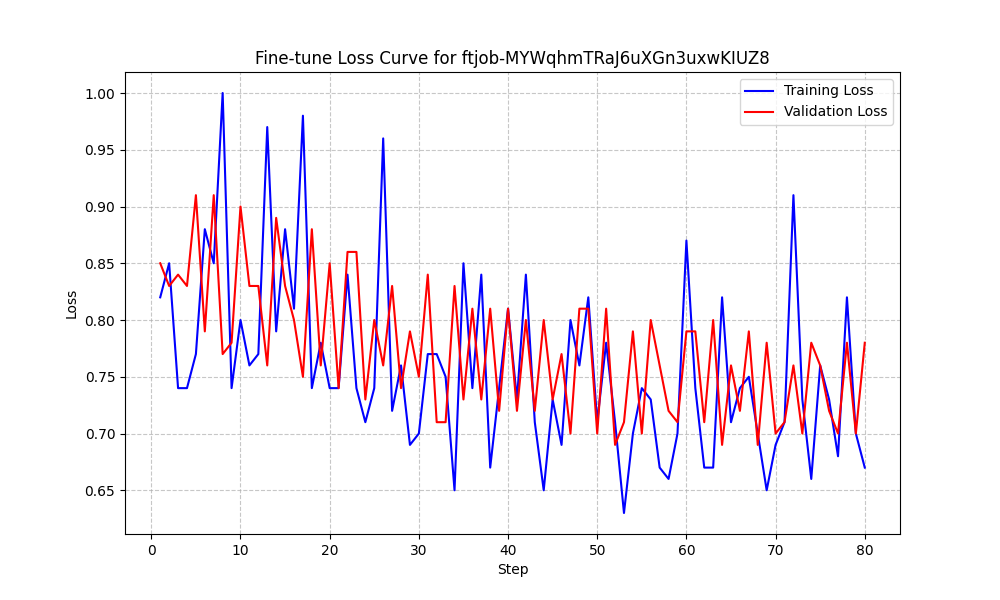 Fine-tune Loss Curve for ftjob-MYWqhmTRaJ6uXGn3uxwKIUZ8
Training Loss
Validation Loss
Loss
1.00
0.95
0.90
0.85
0.80
0.75
0.70
0.65
0 10 20 30 40 50 60 70 80
Step